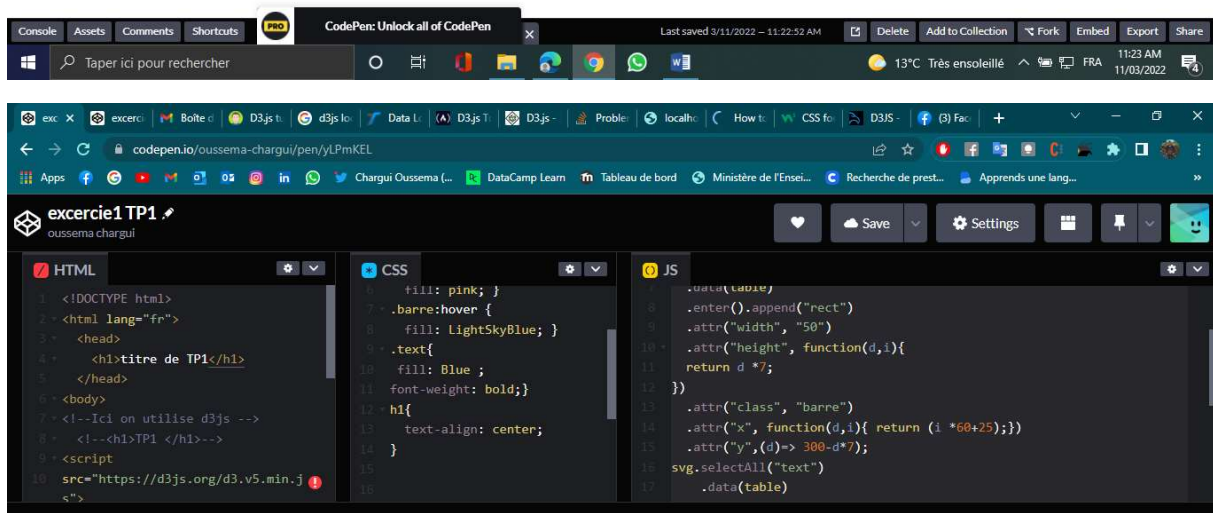 PRO
CodePen: Unlock all of CodePen
Console Assets Comments Shortcuts
Last saved 3/11/2022 – 11:22:52 AM
Delete Add to Collection Fork Embed Export Share
Taper ici pour rechercher
13°C Très ensoleillé
FRA
11:23 AM
11/03/2022
4
exc
excerci
Boîte d
D3.js tu
d3js loc
Data Lo
D3.js T
D3.js -
Probler
localho
How to
CSS fo
D3JS -
(3) Fac
codepen.io/oussema-chargui/pen/yLPmKEL
Apps
Chargui Oussema (...
DataCamp Learn
Tableau de bord
Ministère de l'Ensei...
Recherche de prest...
Apprends une lang...
excercie1 TP1
oussema chargui
Save
Settings
HTML
1 <!DOCTYPE html>
2 <html lang="fr">
3 <head>
4 <h1>titre de TP1</h1>
5 </head>
6 <body>
7 <!--Ici on utilise d3js -->
8 <!--<h1>TP1 </h1>-->
9 <script
10 src="https://d3js.org/d3.v5.min.j
s">
CSS
6 fill: pink; }
7 .barre:hover {
8 fill: LightSkyBlue; }
9 .text{
10 fill: Blue ;
11 font-weight: bold;}
12 h1{
13 text-align: center;
14 }
15
16
JS
7 .data(table)
8 .enter().append("rect")
9 .attr("width", "50")
10 .attr("height", function(d,i){
11 return d *7;
12 })
13 .attr("class", "barre")
14 .attr("x", function(d,i){ return (i *60+25);})
15 .attr("y",(d)=> 300-d*7);
16 svg.selectAll("text")
17 .data(table)